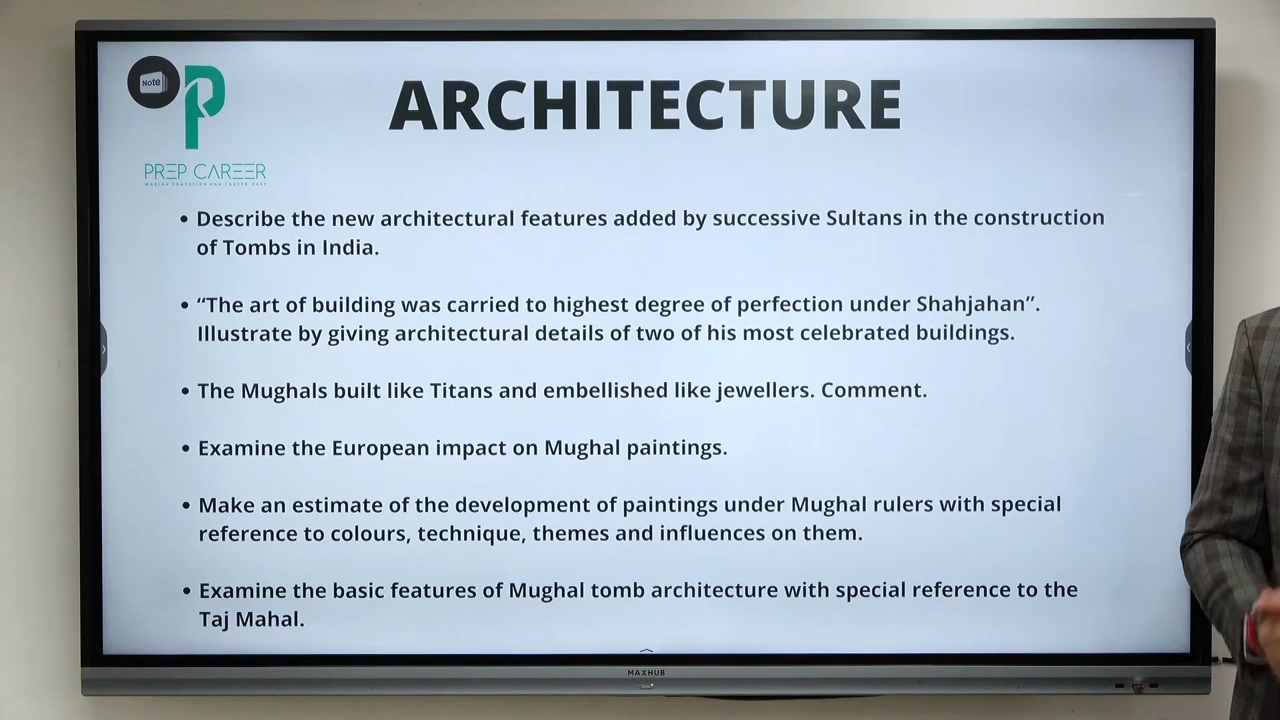 Note
ARCHITECTURE
PREP CAREER
MAKING EDUCATION AND CAREER EASY
• Describe the new architectural features added by successive Sultans in the construction
of Tombs in India.
• “The art of building was carried to highest degree of perfection under Shahjahan”.
Illustrate by giving architectural details of two of his most celebrated buildings.
• The Mughals built like Titans and embellished like jewellers. Comment.
• Examine the European impact on Mughal paintings.
• Make an estimate of the development of paintings under Mughal rulers with special
reference to colours, technique, themes and influences on them.
• Examine the basic features of Mughal tomb architecture with special reference to the
Taj Mahal.
MAXHUB